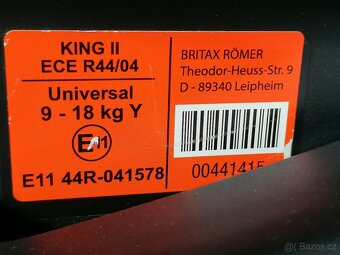 KING II
ECE R44/04
Universal
9 - 18 kg Y
E11
E11 44R-041578
BRITAX RÖMER
Theodor-Heuss-Str. 9
D - 89340 Leipheim
© Bazos.cz